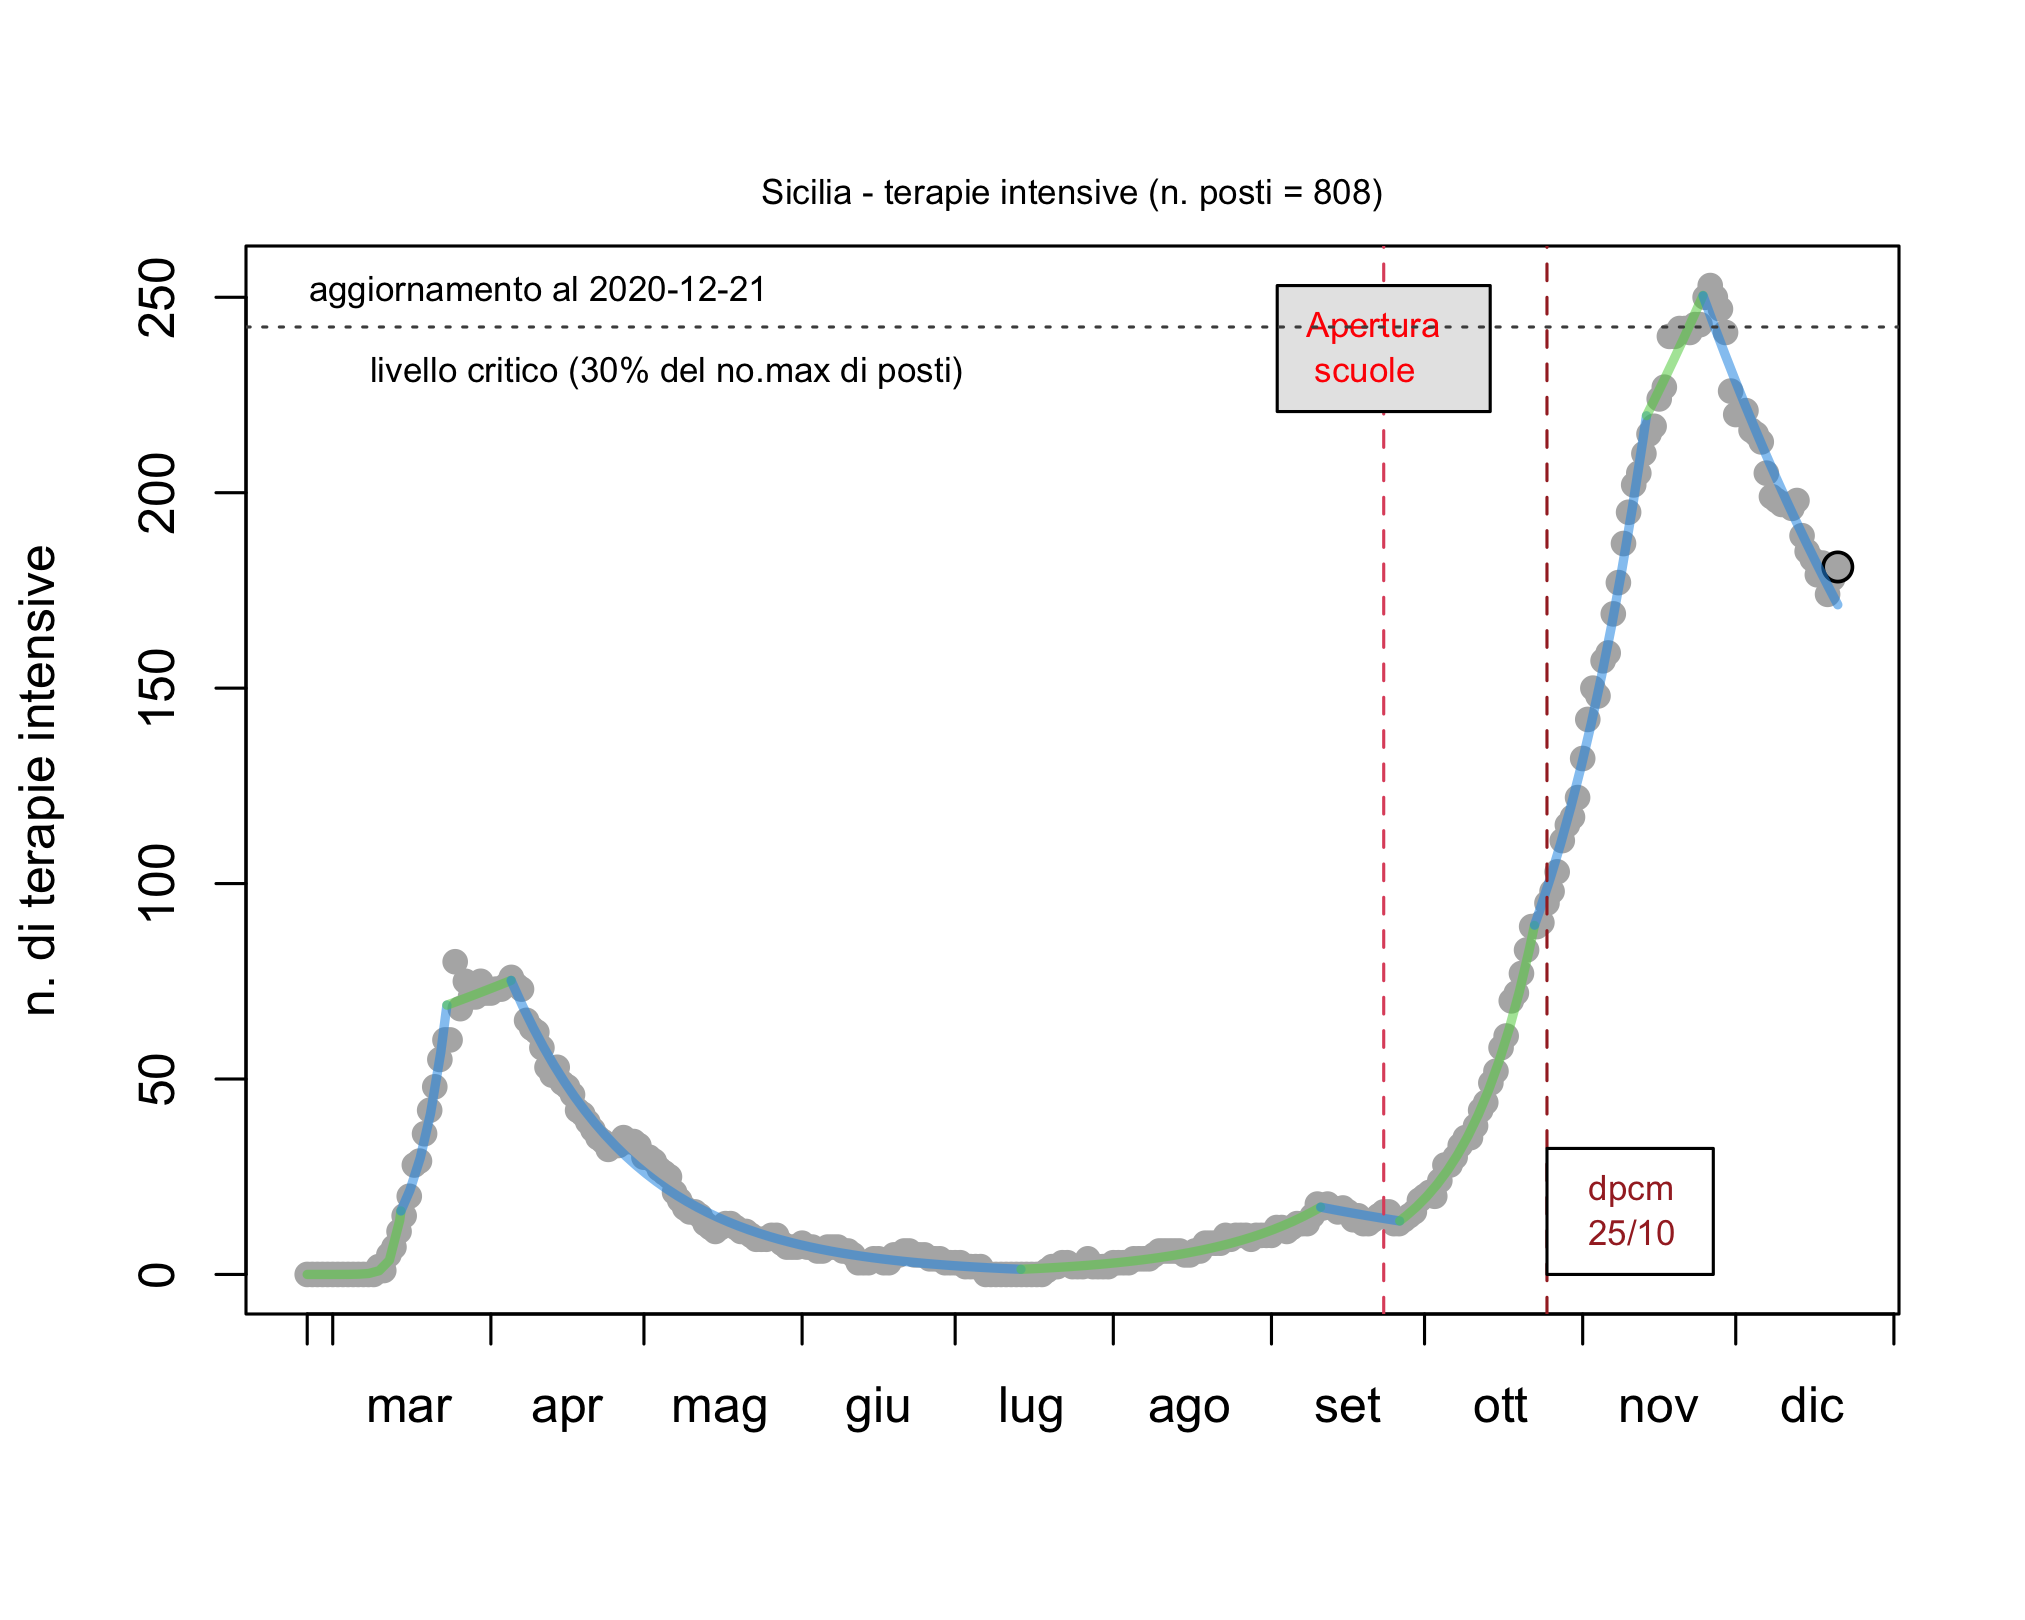 Sicilia - terapie intensive (n. posti = 808)
aggiornamento al 2020-12-21
livello critico (30% del no.max di posti)
Apertura
scuole
dpcm
25/10
n. di terapie intensive
250
200
150
100
50
0
mar apr mag giu lug ago set ott nov dic